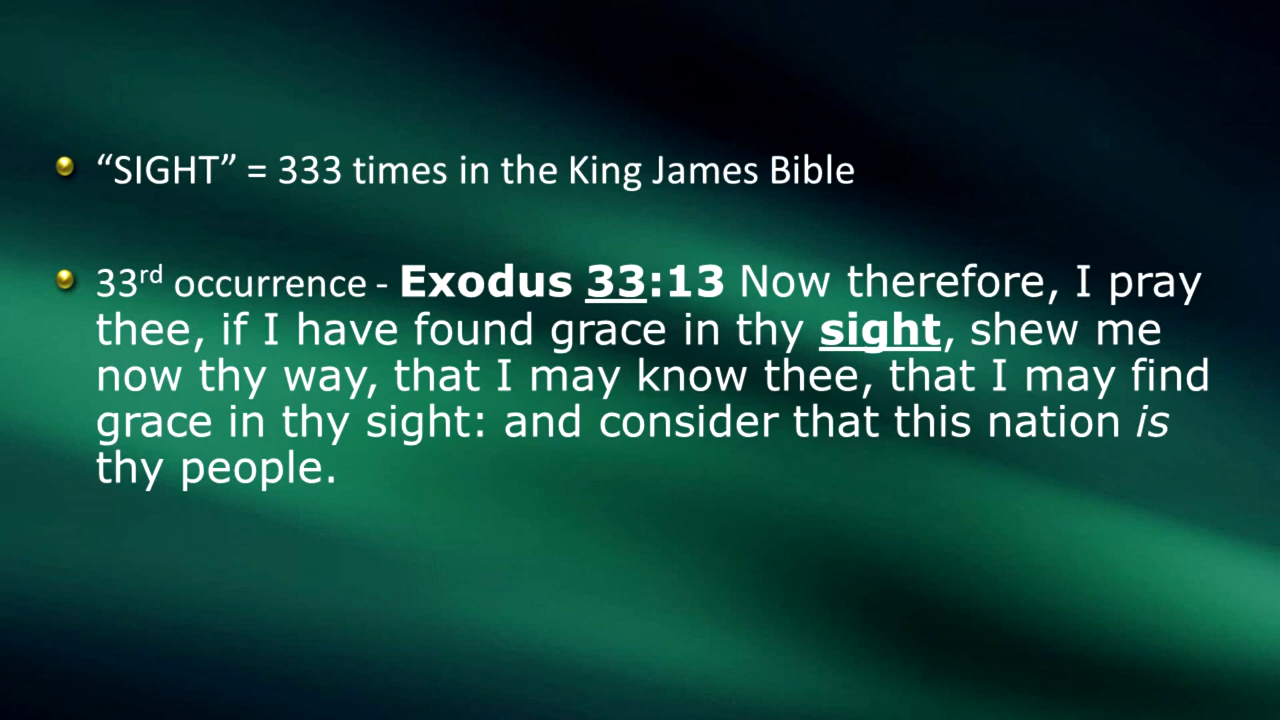 “SIGHT” = 333 times in the King James Bible
33rd occurrence - Exodus 33:13 Now therefore, I pray
thee, if I have found grace in thy sight, shew me
now thy way, that I may know thee, that I may find
grace in thy sight: and consider that this nation is
thy people.